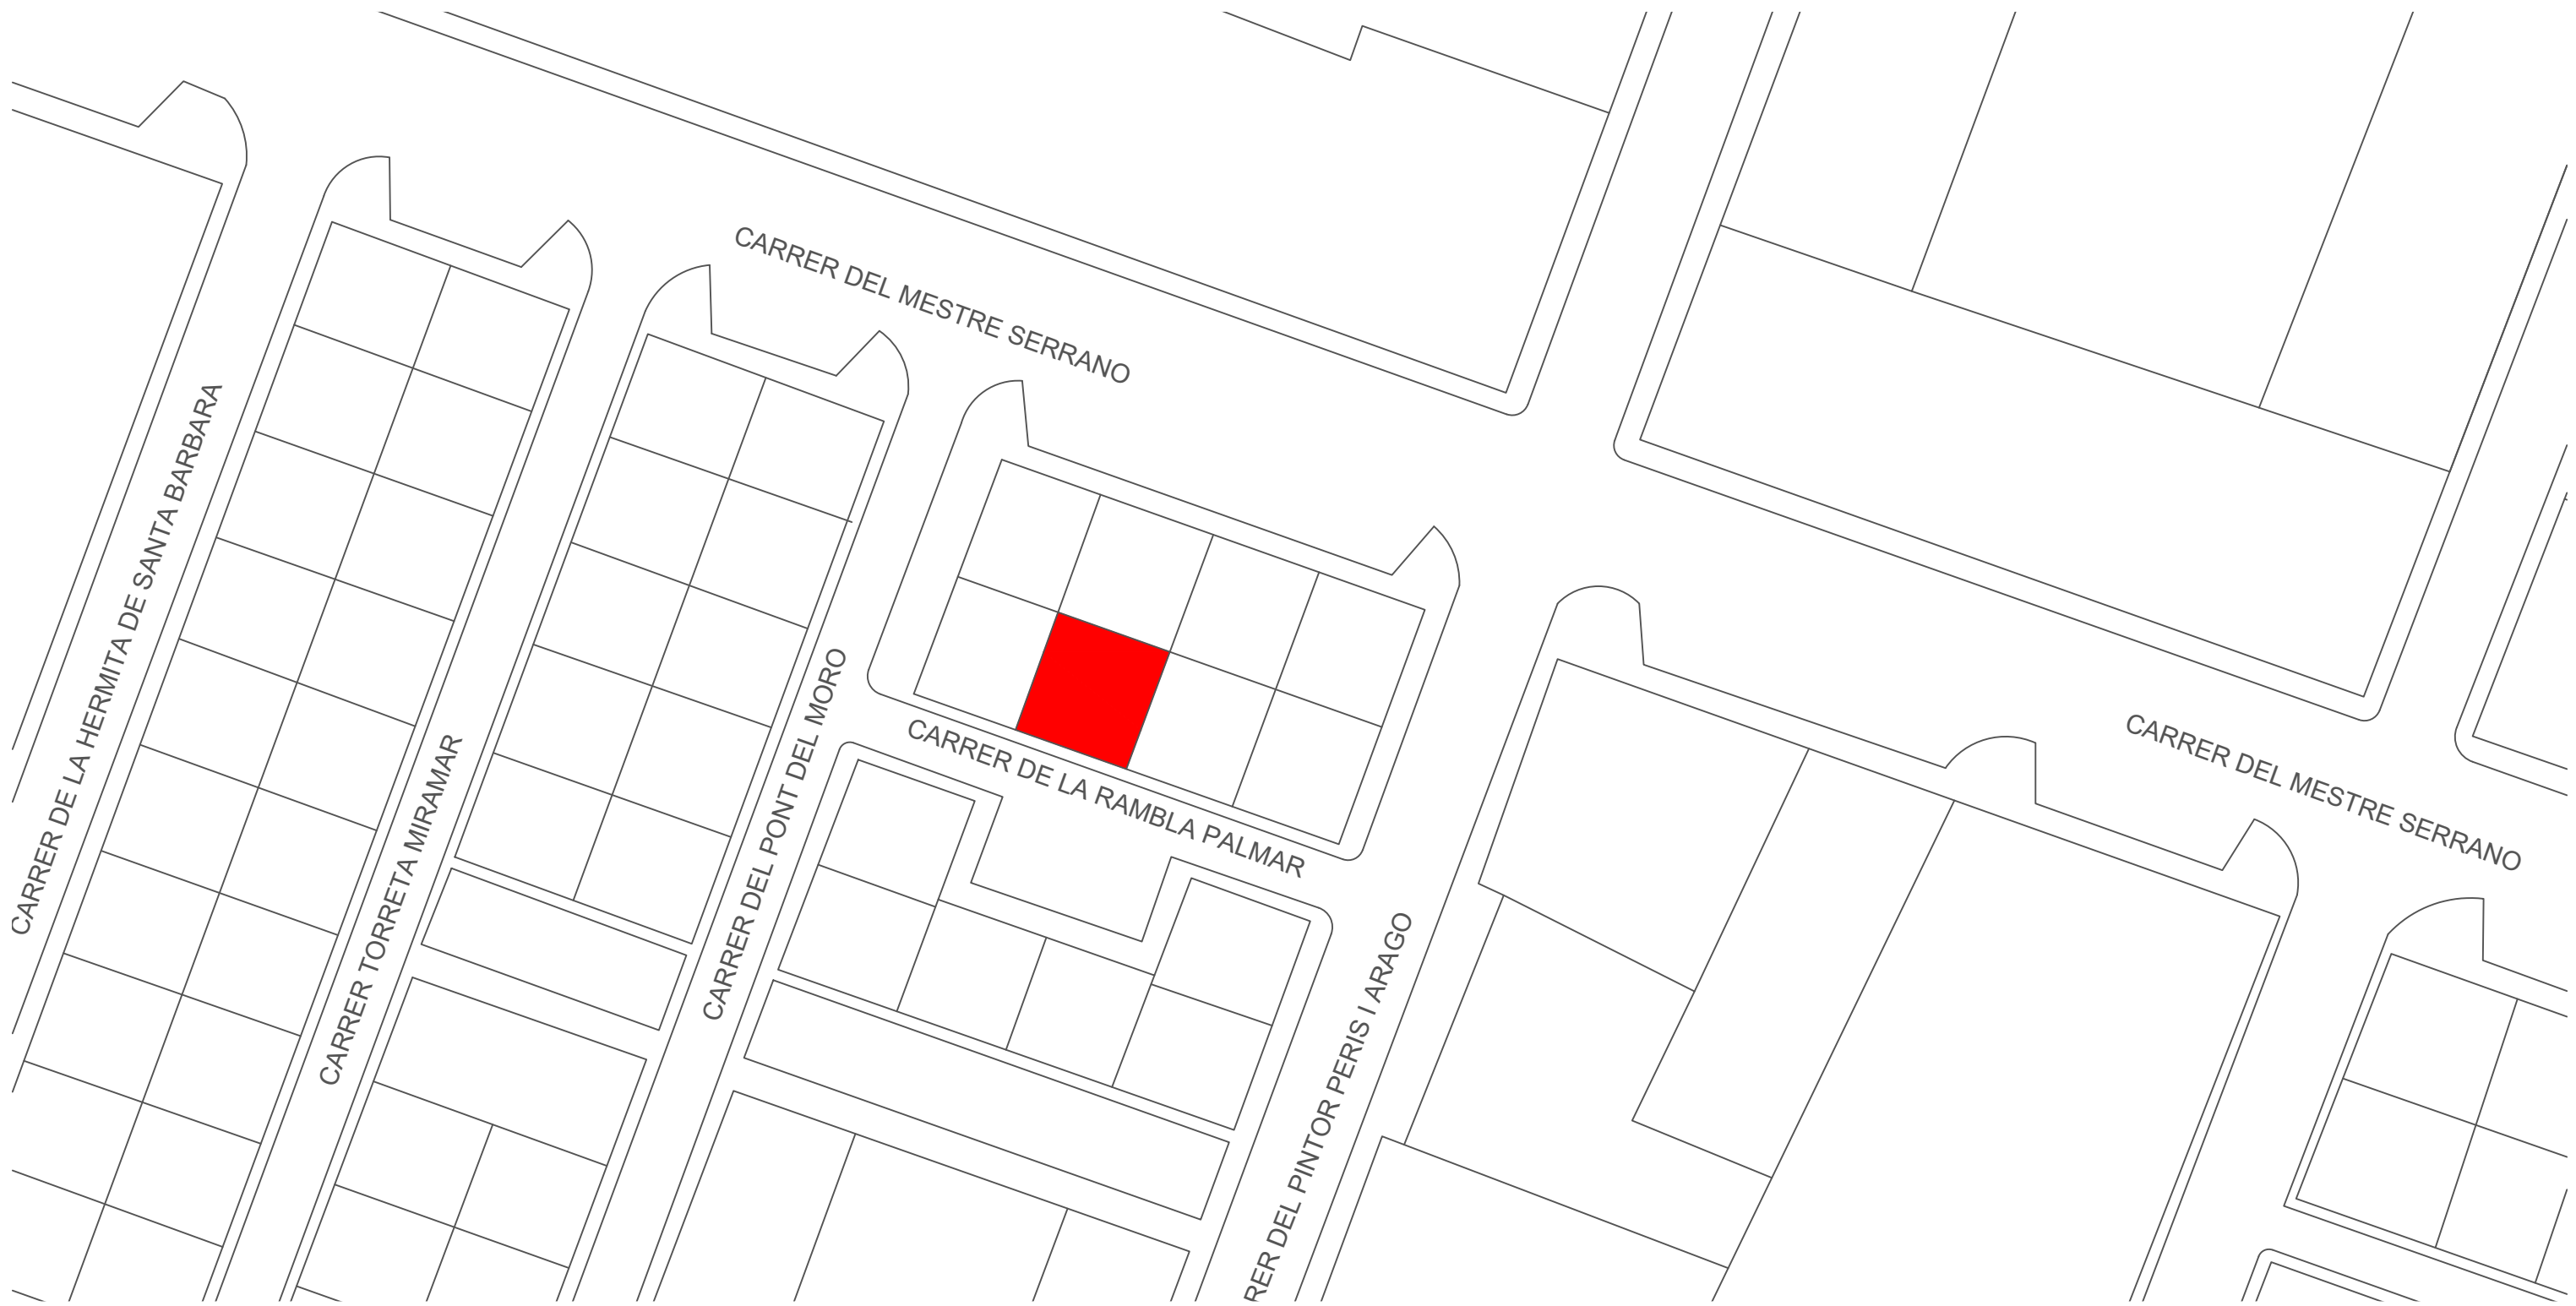 CARRER DEL MESTRE SERRANO
CARRER DE LA HERMITA DE SANTA BARBARA
CARRER TORRETA MIRAMAR
CARRER DEL PONT DEL MORO
CARRER DE LA RAMBLA PALMAR
CARRER DEL MESTRE SERRANO
RER DEL PINTOR PERIS I ARAGO